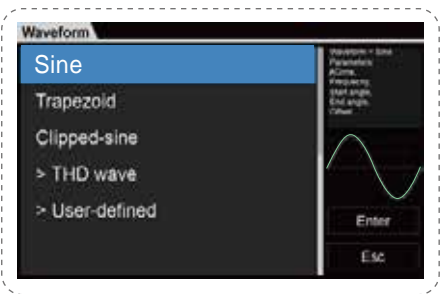 Waveform
Sine
Trapezoid
Clipped-sine
> THD wave
> User-defined
Waveform = Sine
Parameters:
ACrms,
Frequency,
Start angle,
End angle,
Offset
Enter
Esc